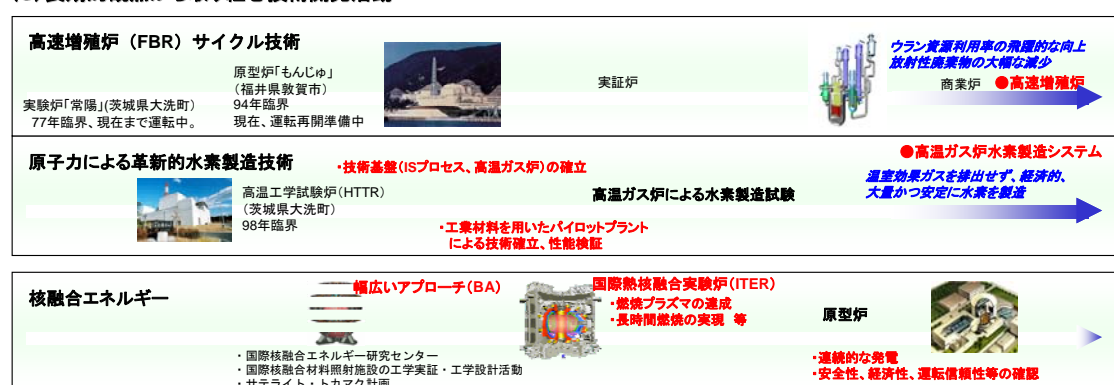 高速増殖炉（FBR）サイクル技術
原型炉「もんじゅ」
（福井県敦賀市）
94年臨界
現在、運転再開準備中
実験炉「常陽」(茨城県大洗町)
77年臨界、現在まで運転中。
実証炉
ウラン資源利用率の飛躍的な向上
放射性廃棄物の大幅な減少
商業炉 ●高速増殖炉
原子力による革新的水素製造技術
・技術基盤(ISプロセス、高温ガス炉)の確立
高温工学試験炉(HTTR)
(茨城県大洗町)
98年臨界
高温ガス炉による水素製造試験
・工業材料を用いたパイロットプラント
による技術確立、性能検証
●高温ガス炉水素製造システム
温室効果ガスを排出せず、経済的、
大量かつ安定に水素を製造
核融合エネルギー
幅広いアプローチ(BA)
・国際核融合エネルギー研究センター
・国際核融合材料照射施設の工学実証・工学設計活動
・サテライト・トカマク計画
国際熱核融合実験炉(ITER)
・燃焼プラズマの達成
・長時間燃焼の実現 等
原型炉
・連続的な発電
・安全性、経済性、運転信頼性等の確認